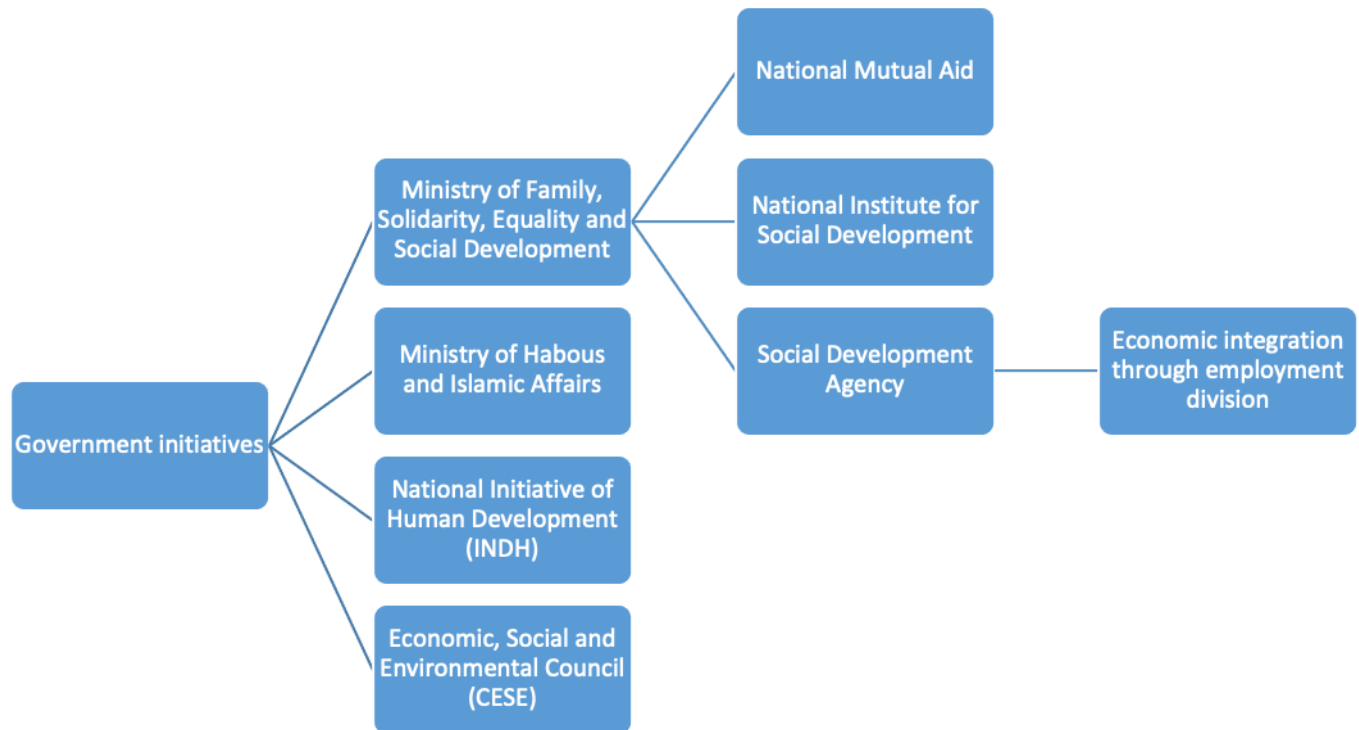 National Mutual Aid
Ministry of Family,
Solidarity, Equality and
Social Development
National Institute for
Social Development
Ministry of Habous
and Islamic Affairs
Social Development
Agency
Economic integration
through employment
division
Government initiatives
National Initiative of
Human Development
(INDH)
Economic, Social and
Environmental Council
(CESE)